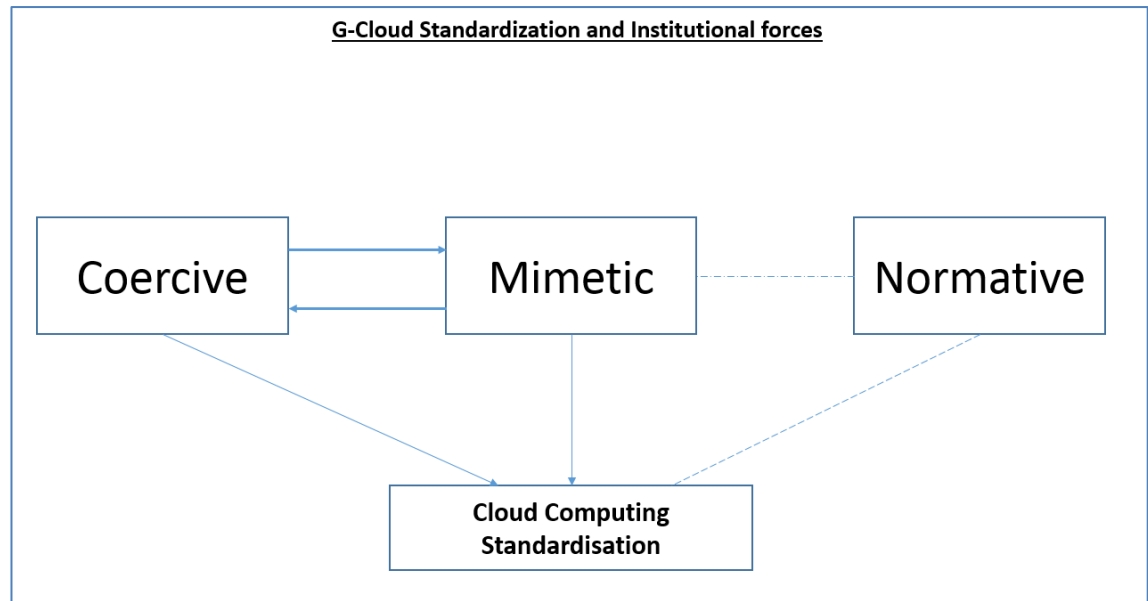 G-Cloud Standardization and Institutional forces
Coercive
Mimetic
Normative
Cloud Computing
Standardisation